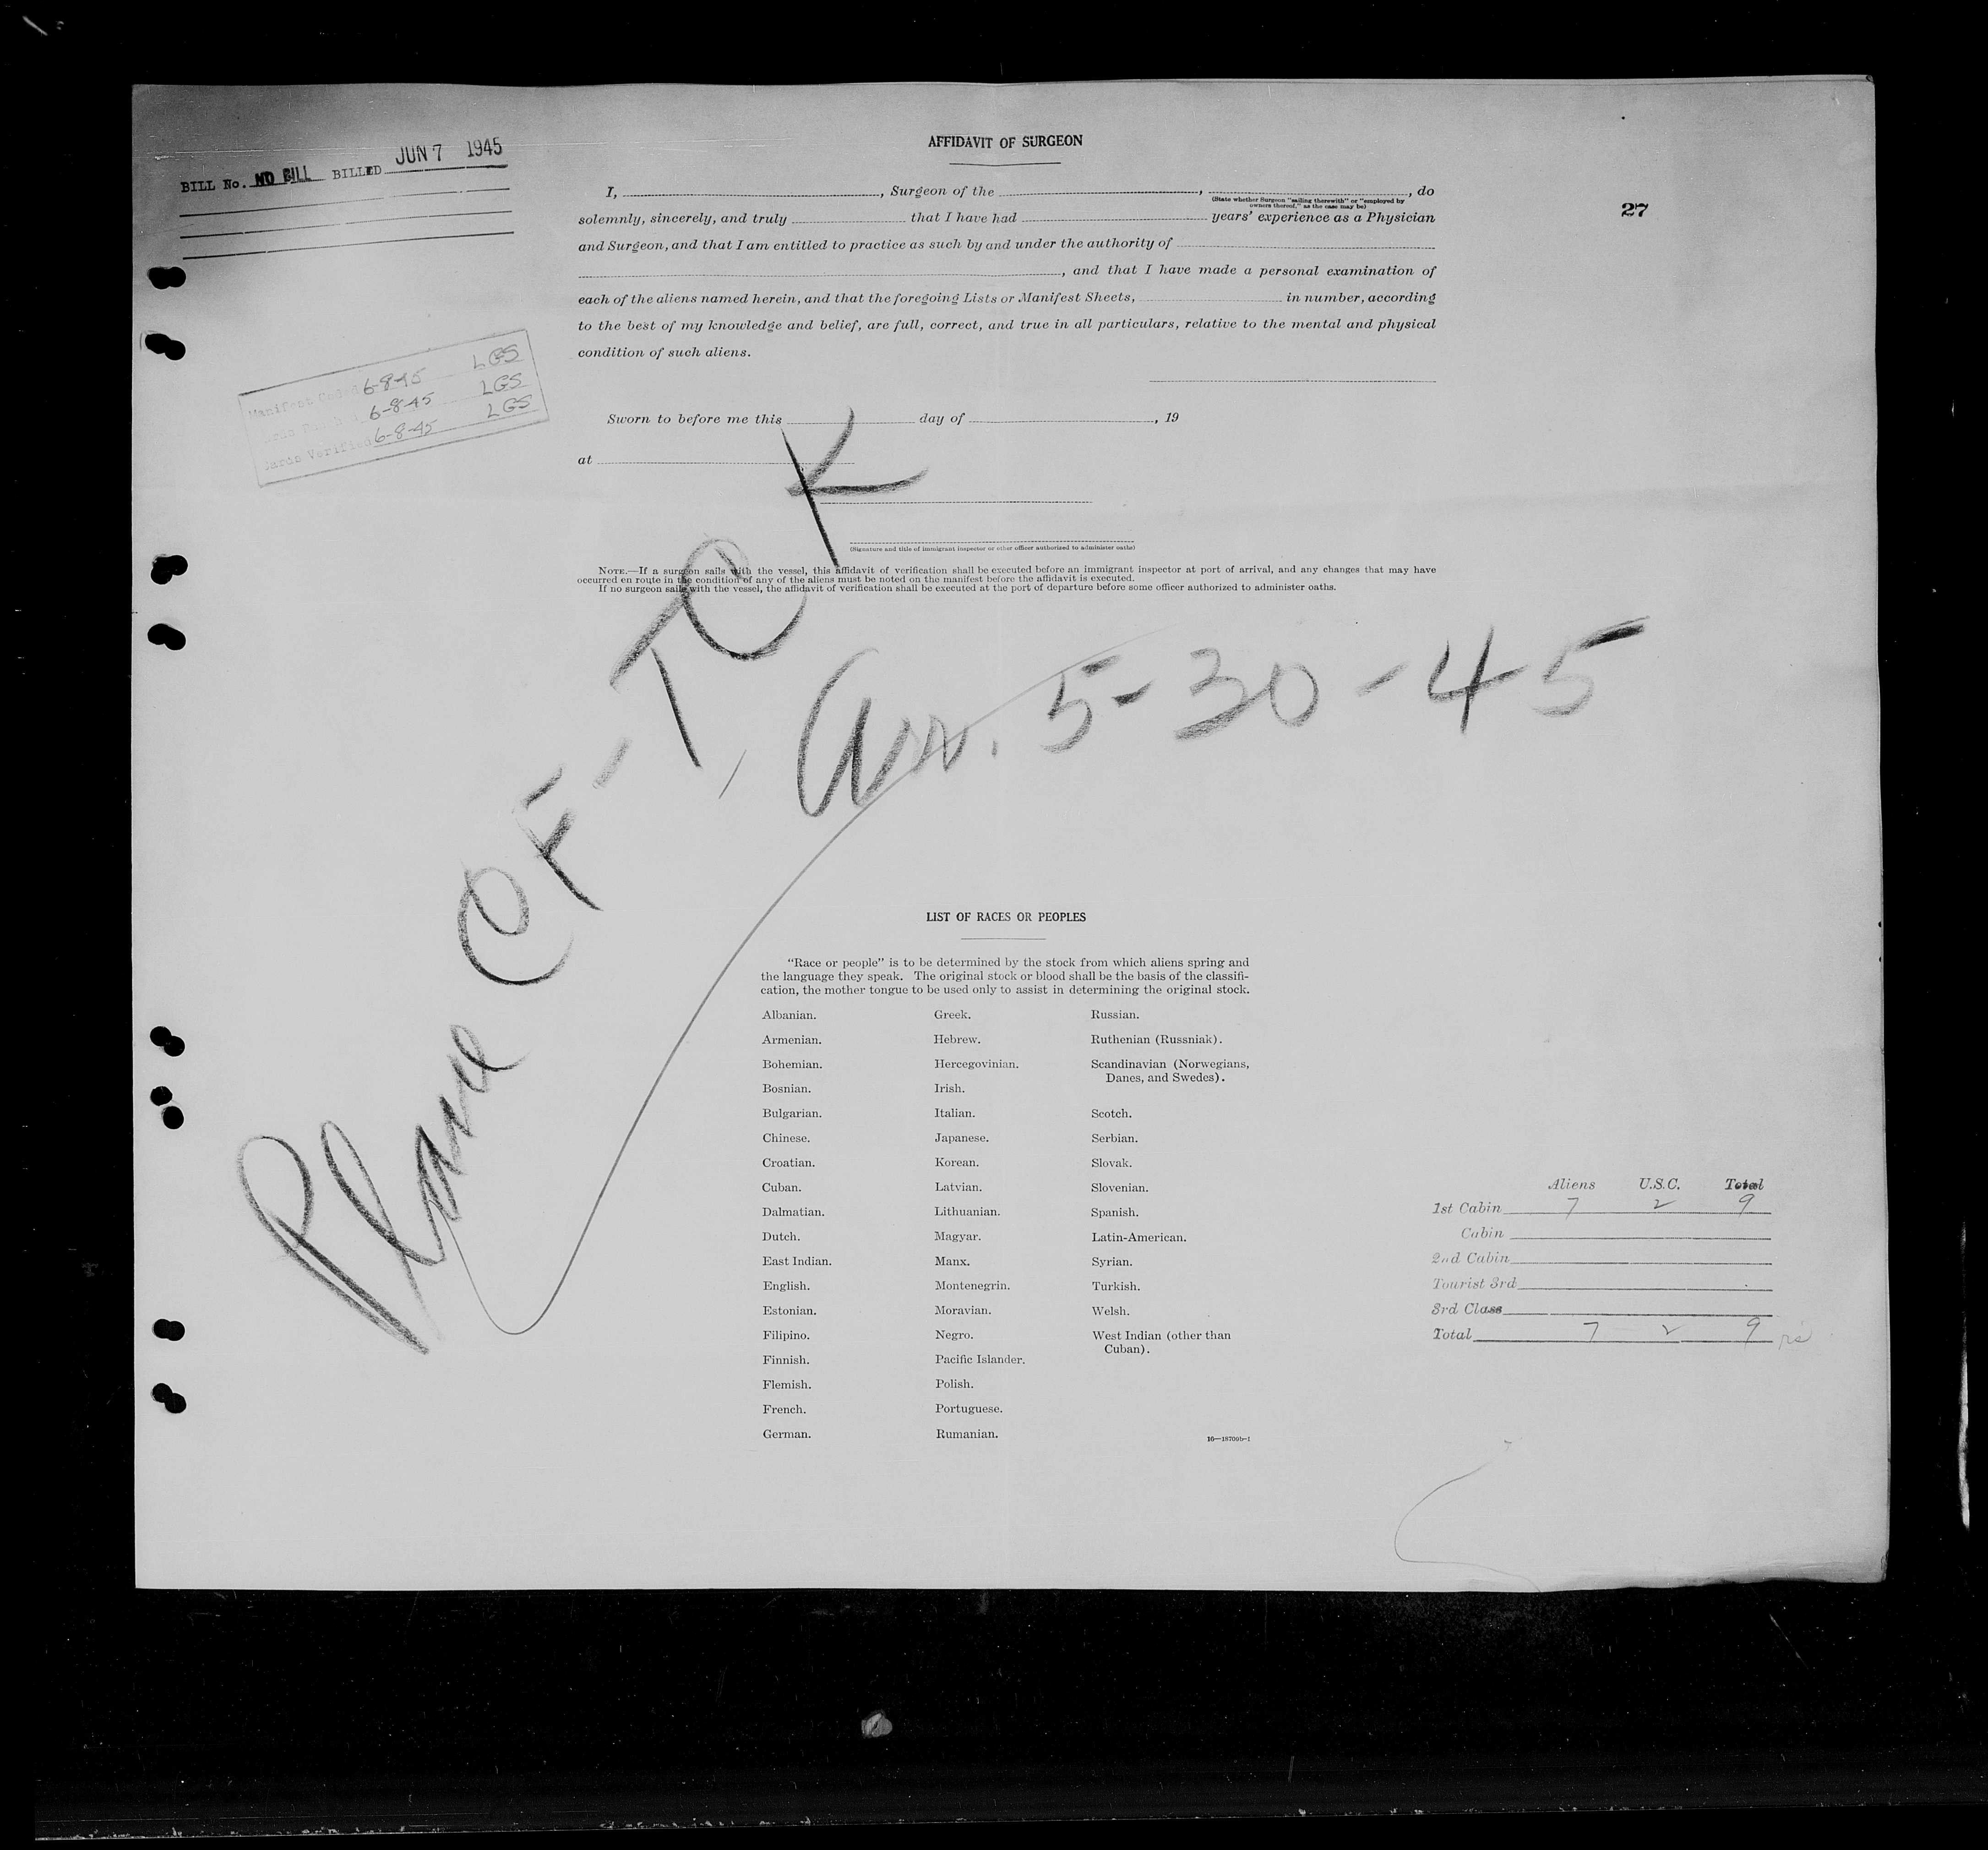 BILL No. NO BILL BILLED JUN 7 1945
27
Manifest Coded 6-8-45 LGS
6-8-45 LGS
Cards Verified 6-8-45 LGS
AFFIDAVIT OF SURGEON
I, , Surgeon of the , , do
(State whether Surgeon "sailing therewith" or "employed by
owners thereof," as the case may be)
solemnly, sincerely, and truly that I have had years' experience as a Physician
and Surgeon, and that I am entitled to practice as such by and under the authority of
, and that I have made a personal examination of
each of the aliens named herein, and that the foregoing Lists or Manifest Sheets, in number, according
to the best of my knowledge and belief, are full, correct, and true in all particulars, relative to the mental and physical
condition of such aliens.
Sworn to before me this day of , 19
at
(Signature and title of immigrant inspector or other officer authorized to administer oaths)
NOTE.—If a surgeon sails with the vessel, this affidavit of verification shall be executed before an immigrant inspector at port of arrival, and any changes that may have
occurred en route in the condition of any of the aliens must be noted on the manifest before the affidavit is executed.
If no surgeon sails with the vessel, the affidavit of verification shall be executed at the port of departure before some officer authorized to administer oaths.
Plane OF-TCK, Arr. 5-30-45
LIST OF RACES OR PEOPLES
"Race or people" is to be determined by the stock from which aliens spring and
the language they speak. The original stock or blood shall be the basis of the classifi-
cation, the mother tongue to be used only to assist in determining the original stock.
Albanian.
Armenian.
Bohemian.
Bosnian.
Bulgarian.
Chinese.
Croatian.
Cuban.
Dalmatian.
Dutch.
East Indian.
English.
Estonian.
Filipino.
Finnish.
Flemish.
French.
German.
Greek.
Hebrew.
Hercegovinian.
Irish.
Italian.
Japanese.
Korean.
Latvian.
Lithuanian.
Magyar.
Manx.
Montenegrin.
Moravian.
Negro.
Pacific Islander.
Polish.
Portuguese.
Rumanian.
Russian.
Ruthenian (Russniak).
Scandinavian (Norwegians,
Danes, and Swedes).
Scotch.
Serbian.
Slovak.
Slovenian.
Spanish.
Latin-American.
Syrian.
Turkish.
Welsh.
West Indian (other than
Cuban).
16—18709b-1
Aliens U.S.C. Total
1st Cabin 7 2 9
Cabin
2nd Cabin
Tourist 3rd
3rd Class
Total 7 2 9